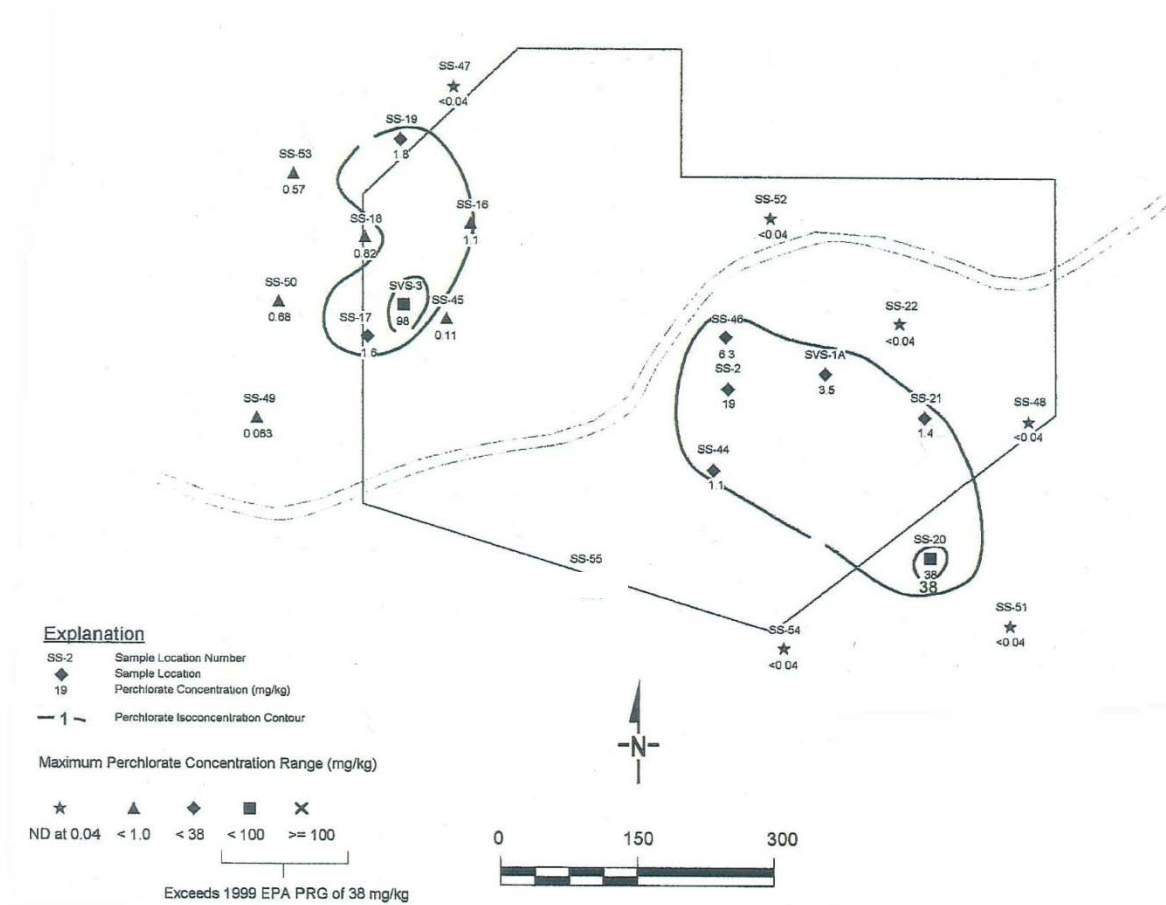 SS-47
<0.04
SS-19
1.8
SS-53
0.57
SS-16
1.1
SS-18
0.82
SS-52
<0.04
SS-50
0.68
SVS-3
98
SS-45
0.11
SS-17
1.6
SS-22
<0.04
SS-46
6.3
SS-2
19
SVS-1A
3.5
SS-49
0.063
SS-21
1.4
SS-48
<0.04
SS-44
1.1
SS-20
38
38
SS-55
SS-51
<0.04
SS-54
<0.04
Explanation
SS-2 Sample Location Number
Sample Location
19 Perchlorate Concentration (mg/kg)
1 Perchlorate Isoconcentration Contour
Maximum Perchlorate Concentration Range (mg/kg)
ND at 0.04 < 1.0 < 38 < 100 >= 100
Exceeds 1999 EPA PRG of 38 mg/kg
N
0 150 300